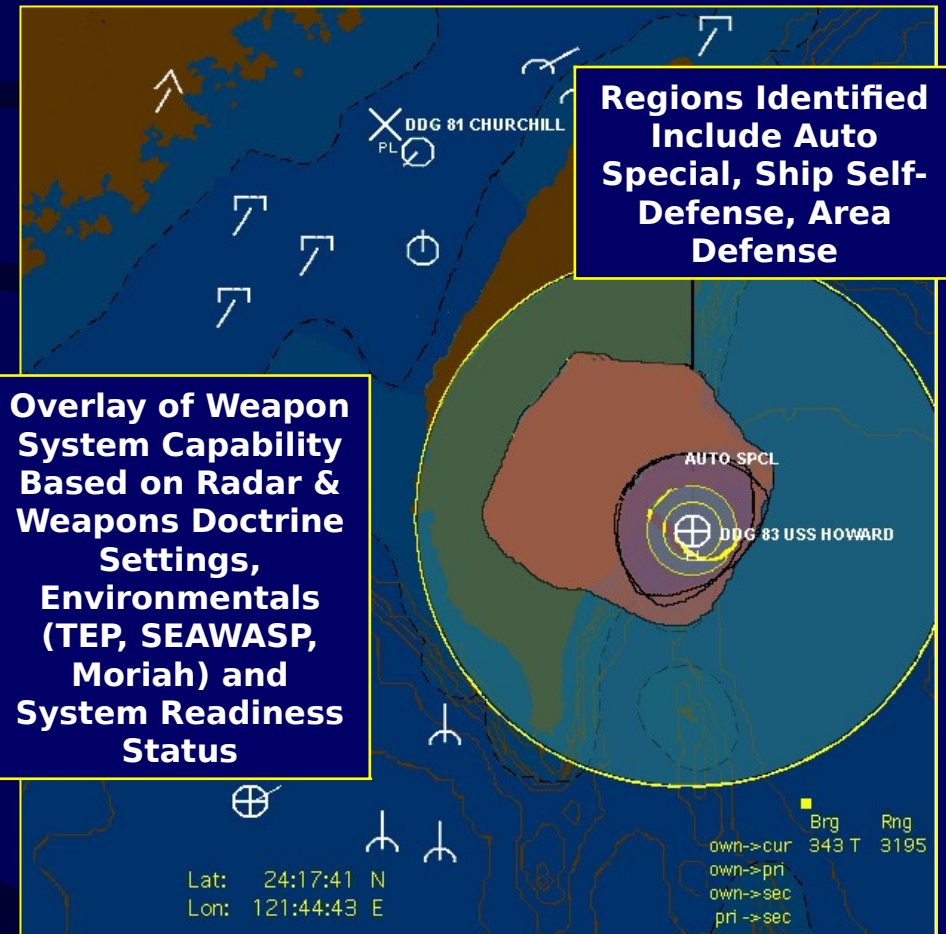 Regions Identified
Include Auto
Special, Ship Self-
Defense, Area
Defense
DDG 81 CHURCHILL
PL
Overlay of Weapon
System Capability
Based on Radar &
Weapons Doctrine
Settings,
Environmentals
(TEP, SEAWASP,
Moriah) and
System Readiness
Status
AUTO SPCL
DDG 83 USS HOWARD
Lat: 24:17:41 N
Lon: 121:44:43 E
Brg Rng
own->cur 343 T 3195
own->pri
own->sec
pri ->sec